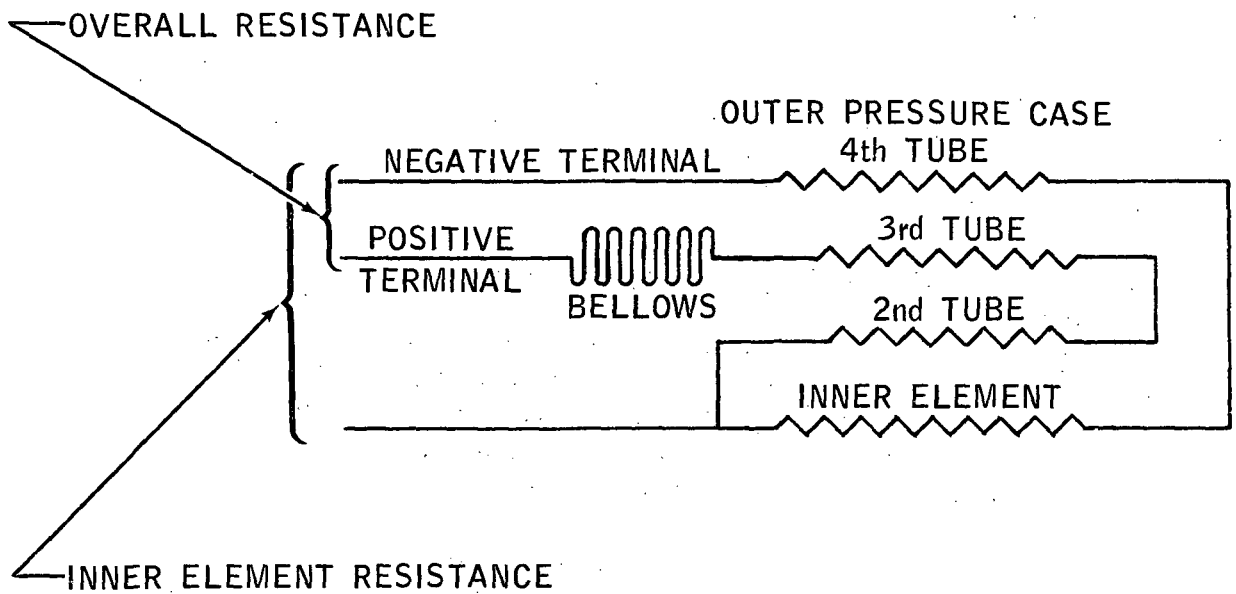 OVERALL RESISTANCE
OUTER PRESSURE CASE
4th TUBE
NEGATIVE TERMINAL
3rd TUBE
POSITIVE
TERMINAL
BELLOWS
2nd TUBE
INNER ELEMENT
INNER ELEMENT RESISTANCE